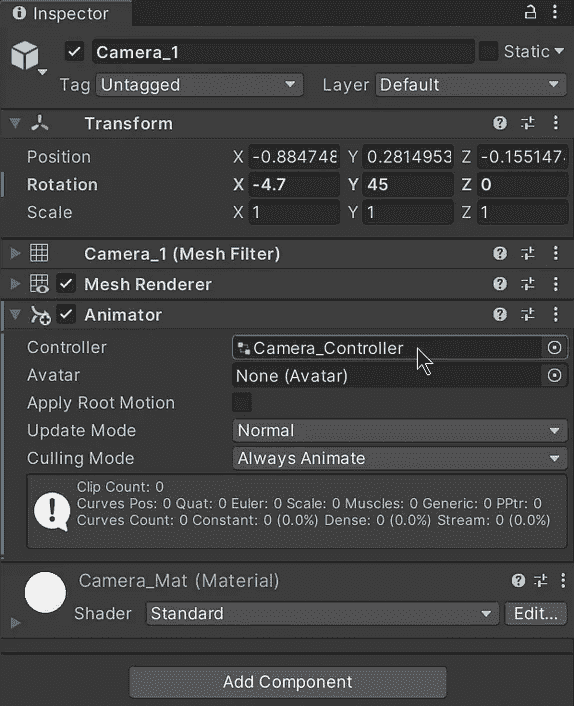 Inspector
Camera_1 Static
Tag Untagged Layer Default
Transform
Position X -0.884748 Y 0.2814953 Z -0.155147
Rotation X -4.7 Y 45 Z 0
Scale X 1 Y 1 Z 1
Camera_1 (Mesh Filter)
Mesh Renderer
Animator
Controller Camera_Controller
Avatar None (Avatar)
Apply Root Motion
Update Mode Normal
Culling Mode Always Animate
Clip Count: 0
Curves Pos: 0 Quat: 0 Euler: 0 Scale: 0 Muscles: 0 Generic: 0 PPtr: 0
Curves Count: 0 Constant: 0 (0.0%) Dense: 0 (0.0%) Stream: 0 (0.0%)
Camera_Mat (Material)
Shader Standard Edit...
Add Component